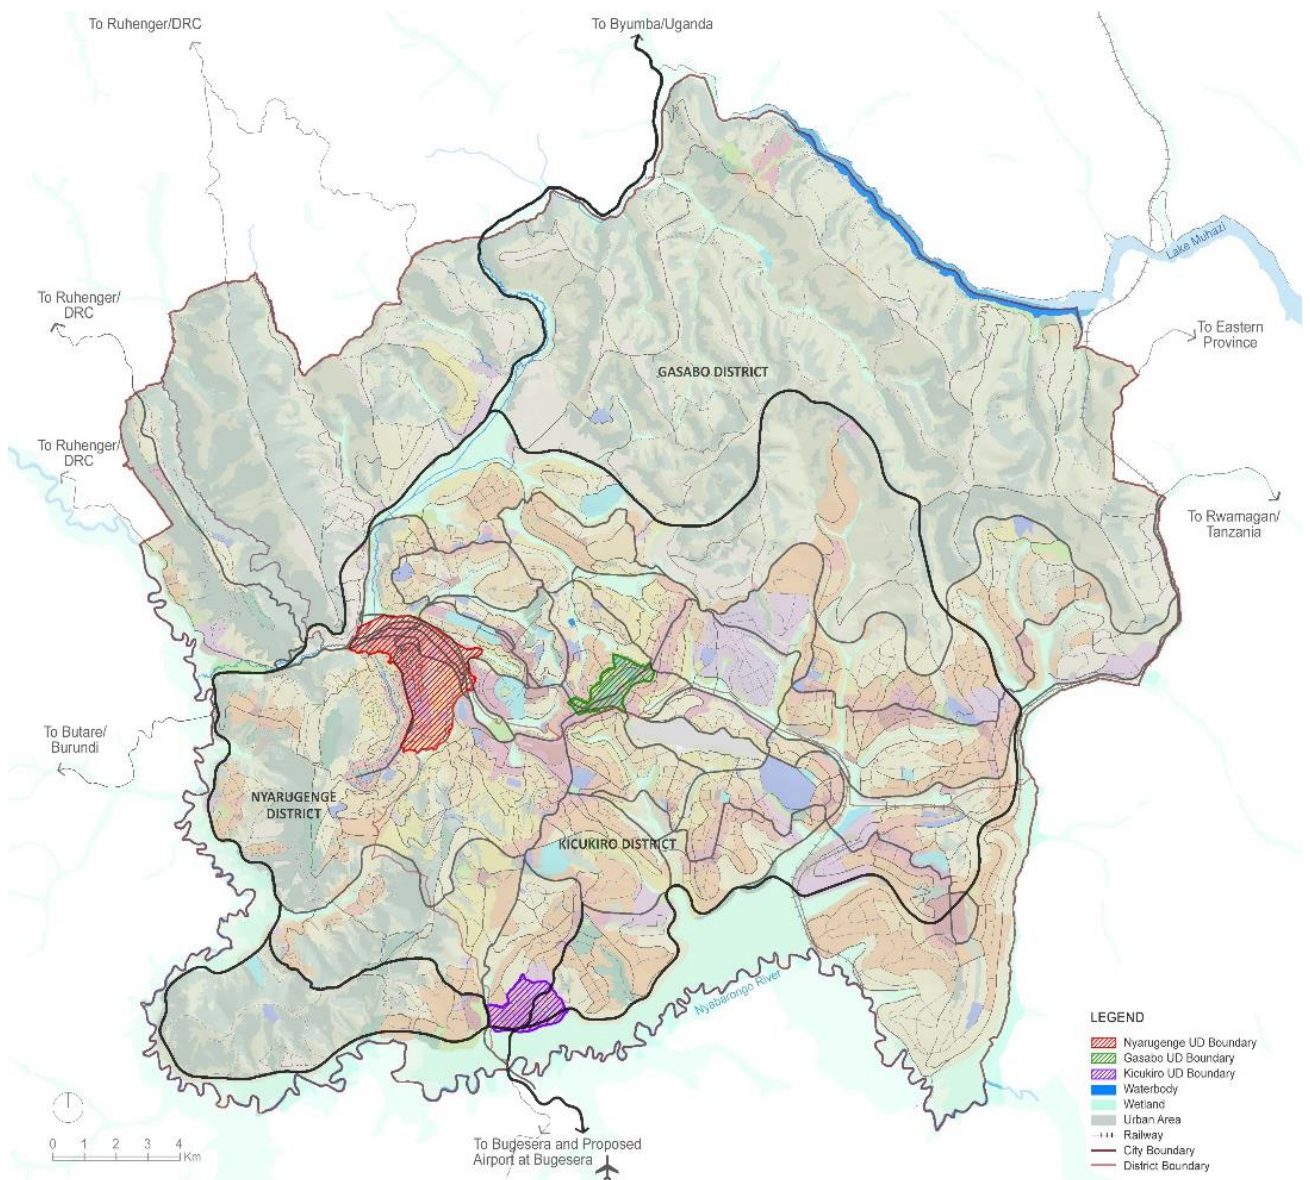 To Ruhenger/DRC
To Byumba/Uganda
Lake Muhazi
To Ruhenger/
DRC
To Eastern
Province
GASABO DISTRICT
To Ruhenger/
DRC
To Rwamagan/
Tanzania
To Butare/
Burundi
NYARUGENGE
DISTRICT
KICUKIRO DISTRICT
Nyabarongo River
LEGEND
Nyarugenge UD Boundary
Gasabo UD Boundary
Kicukiro UD Boundary
Waterbody
Wetland
Urban Area
Railway
City Boundary
District Boundary
0 1 2 3 4
Km
To Bugesera and Proposed
Airport at Bugesera